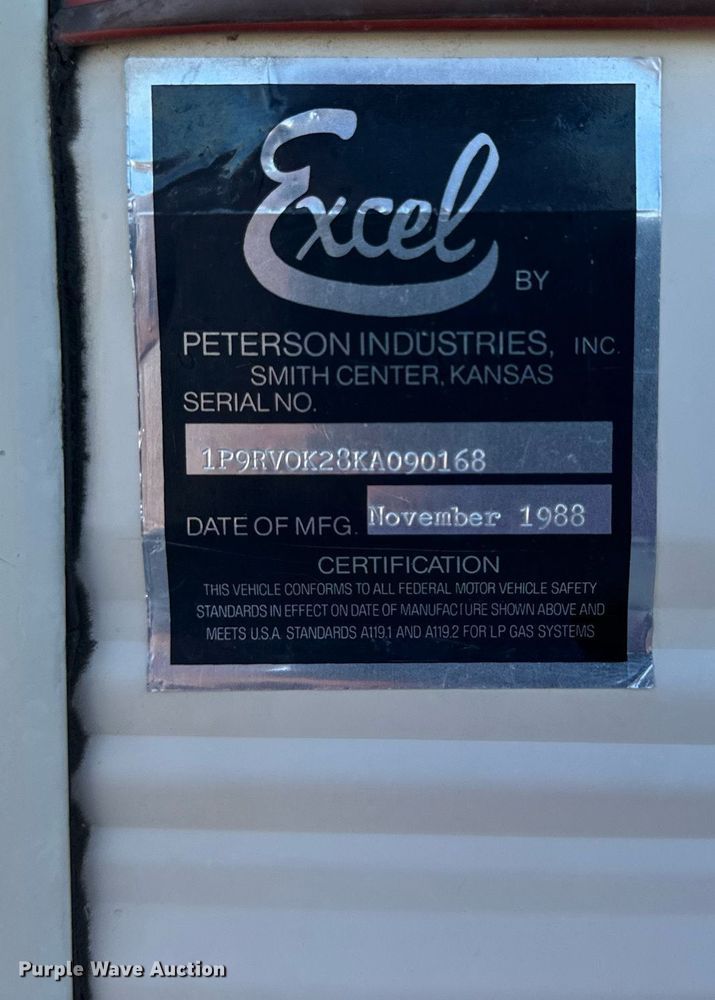 Excel
BY
PETERSON INDUSTRIES, INC.
SMITH CENTER, KANSAS
SERIAL NO.
1P9RV0K28KA090168
DATE OF MFG. November 1988
CERTIFICATION
THIS VEHICLE CONFORMS TO ALL FEDERAL MOTOR VEHICLE SAFETY
STANDARDS IN EFFECT ON DATE OF MANUFACTURE SHOWN ABOVE AND
MEETS U.S.A. STANDARDS A119.1 AND A119.2 FOR LP GAS SYSTEMS
Purple Wave Auction